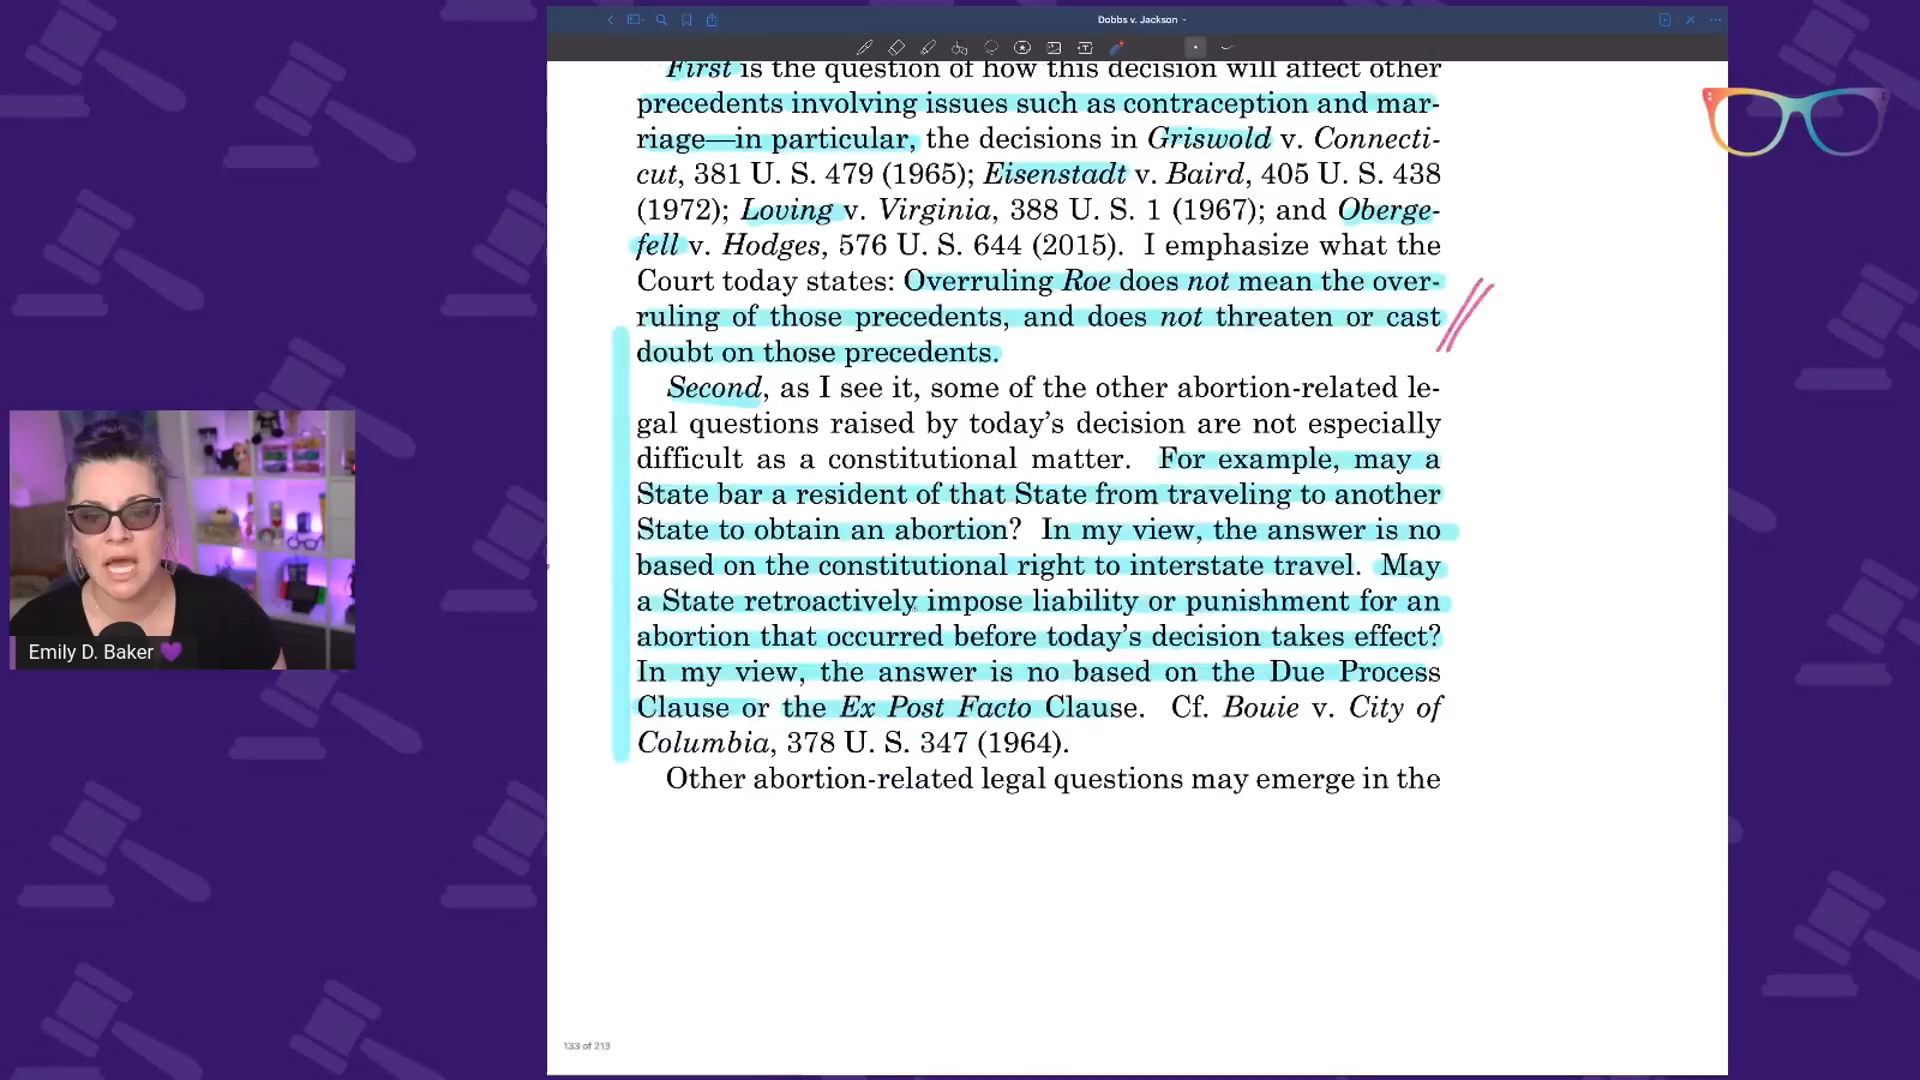 Dobbs v. Jackson
First is the question of how this decision will affect other
precedents involving issues such as contraception and mar-
riage—in particular, the decisions in Griswold v. Connecti-
cut, 381 U. S. 479 (1965); Eisenstadt v. Baird, 405 U. S. 438
(1972); Loving v. Virginia, 388 U. S. 1 (1967); and Oberge-
fell v. Hodges, 576 U. S. 644 (2015). I emphasize what the
Court today states: Overruling Roe does not mean the over-
ruling of those precedents, and does not threaten or cast
doubt on those precedents.
Second, as I see it, some of the other abortion-related le-
gal questions raised by today’s decision are not especially
difficult as a constitutional matter. For example, may a
State bar a resident of that State from traveling to another
State to obtain an abortion? In my view, the answer is no
based on the constitutional right to interstate travel. May
a State retroactively impose liability or punishment for an
abortion that occurred before today’s decision takes effect?
In my view, the answer is no based on the Due Process
Clause or the Ex Post Facto Clause. Cf. Bouie v. City of
Columbia, 378 U. S. 347 (1964).
Other abortion-related legal questions may emerge in the
133 of 213
Emily D. Baker 💜